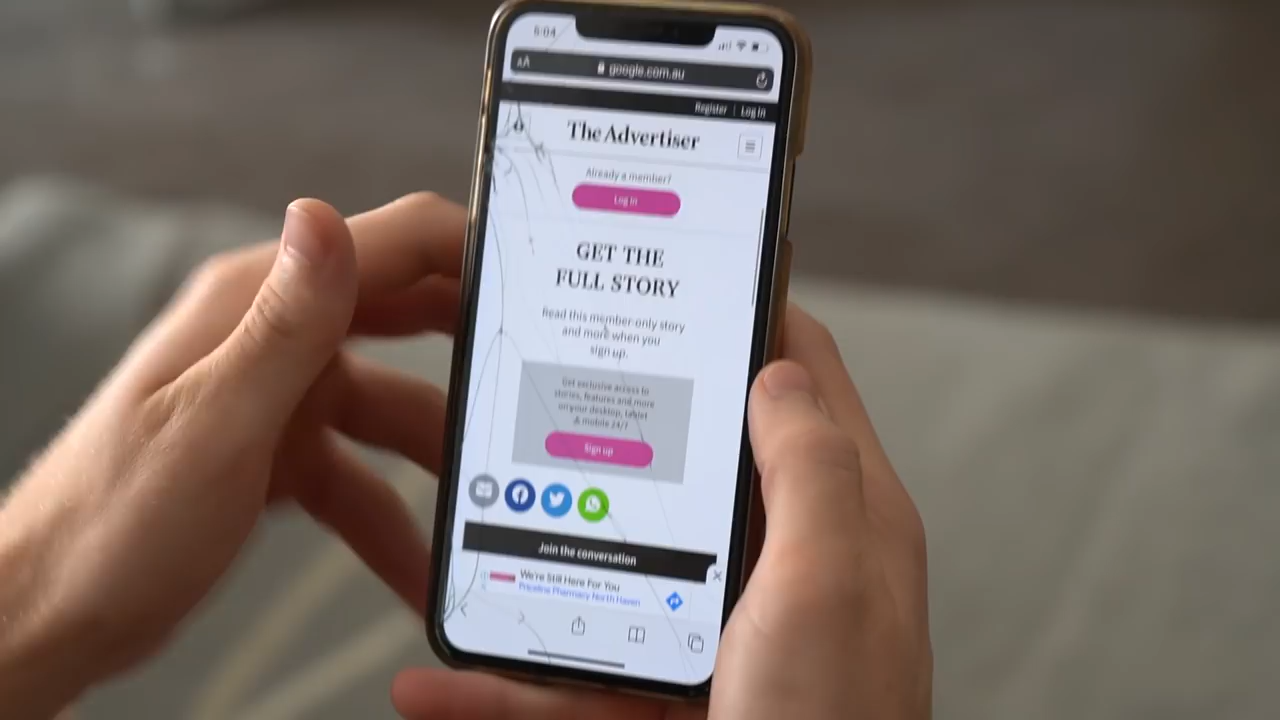 5:04
AA google.com.au
Register | Log in
The Advertiser
Already a member?
Log in
GET THE
FULL STORY
Read this member-only story
and more when you
sign up.
Get exclusive access to
stories, features and more
on your desktop, tablet
& mobile 24/7
Sign up
Join the conversation
We're Still Here For You
Priceline Pharmacy North Haven